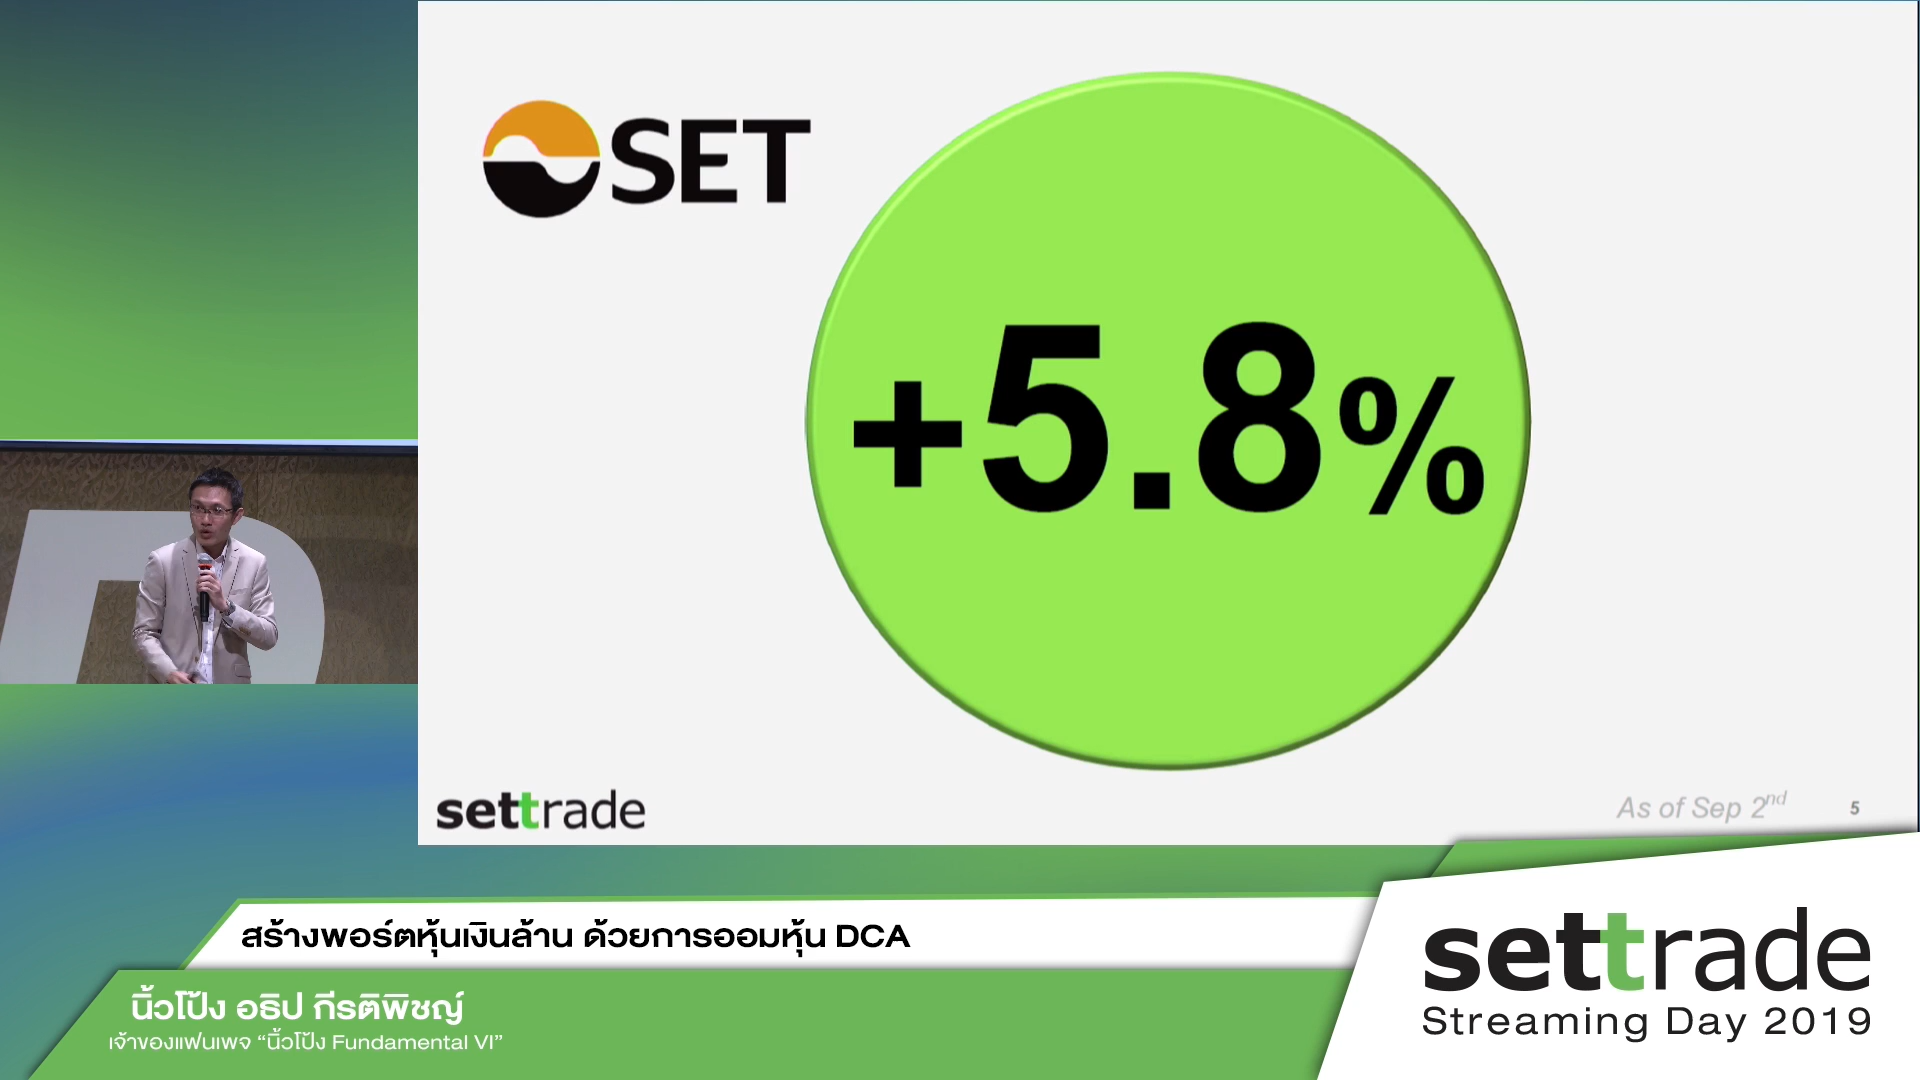 SET
+5.8%
settrade
As of Sep 2nd
5
สร้างพอร์ตหุ้นเงินล้าน ด้วยการออมหุ้น DCA
นิ้วโป้ง อธิป กีรติพิชญ์
เจ้าของแฟนเพจ “นิ้วโป้ง Fundamental VI”
settrade
Streaming Day 2019